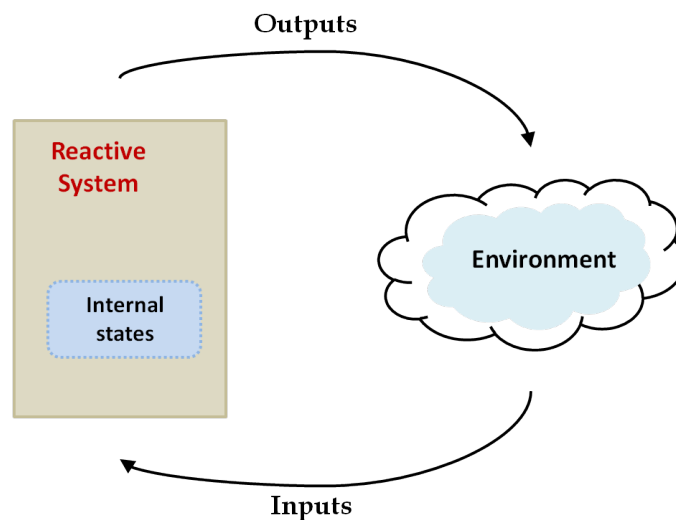 Outputs
Reactive
System
Internal
states
Environment
Inputs